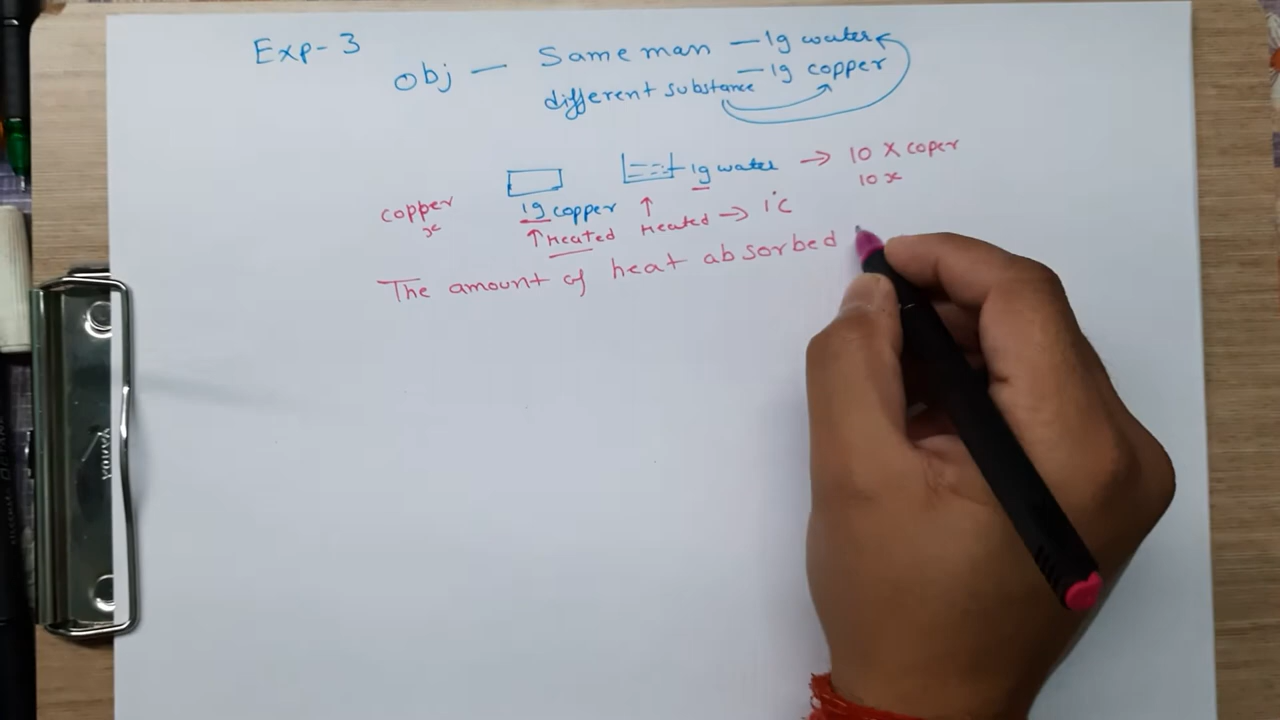 Exp-3
Obj — Same man — 1g water
different substance — 1g copper
1g water → 10 X coper
10 x
copper
x
1g copper
↑ Heated
↑ Heated → 1°C
The amount of heat absorbed